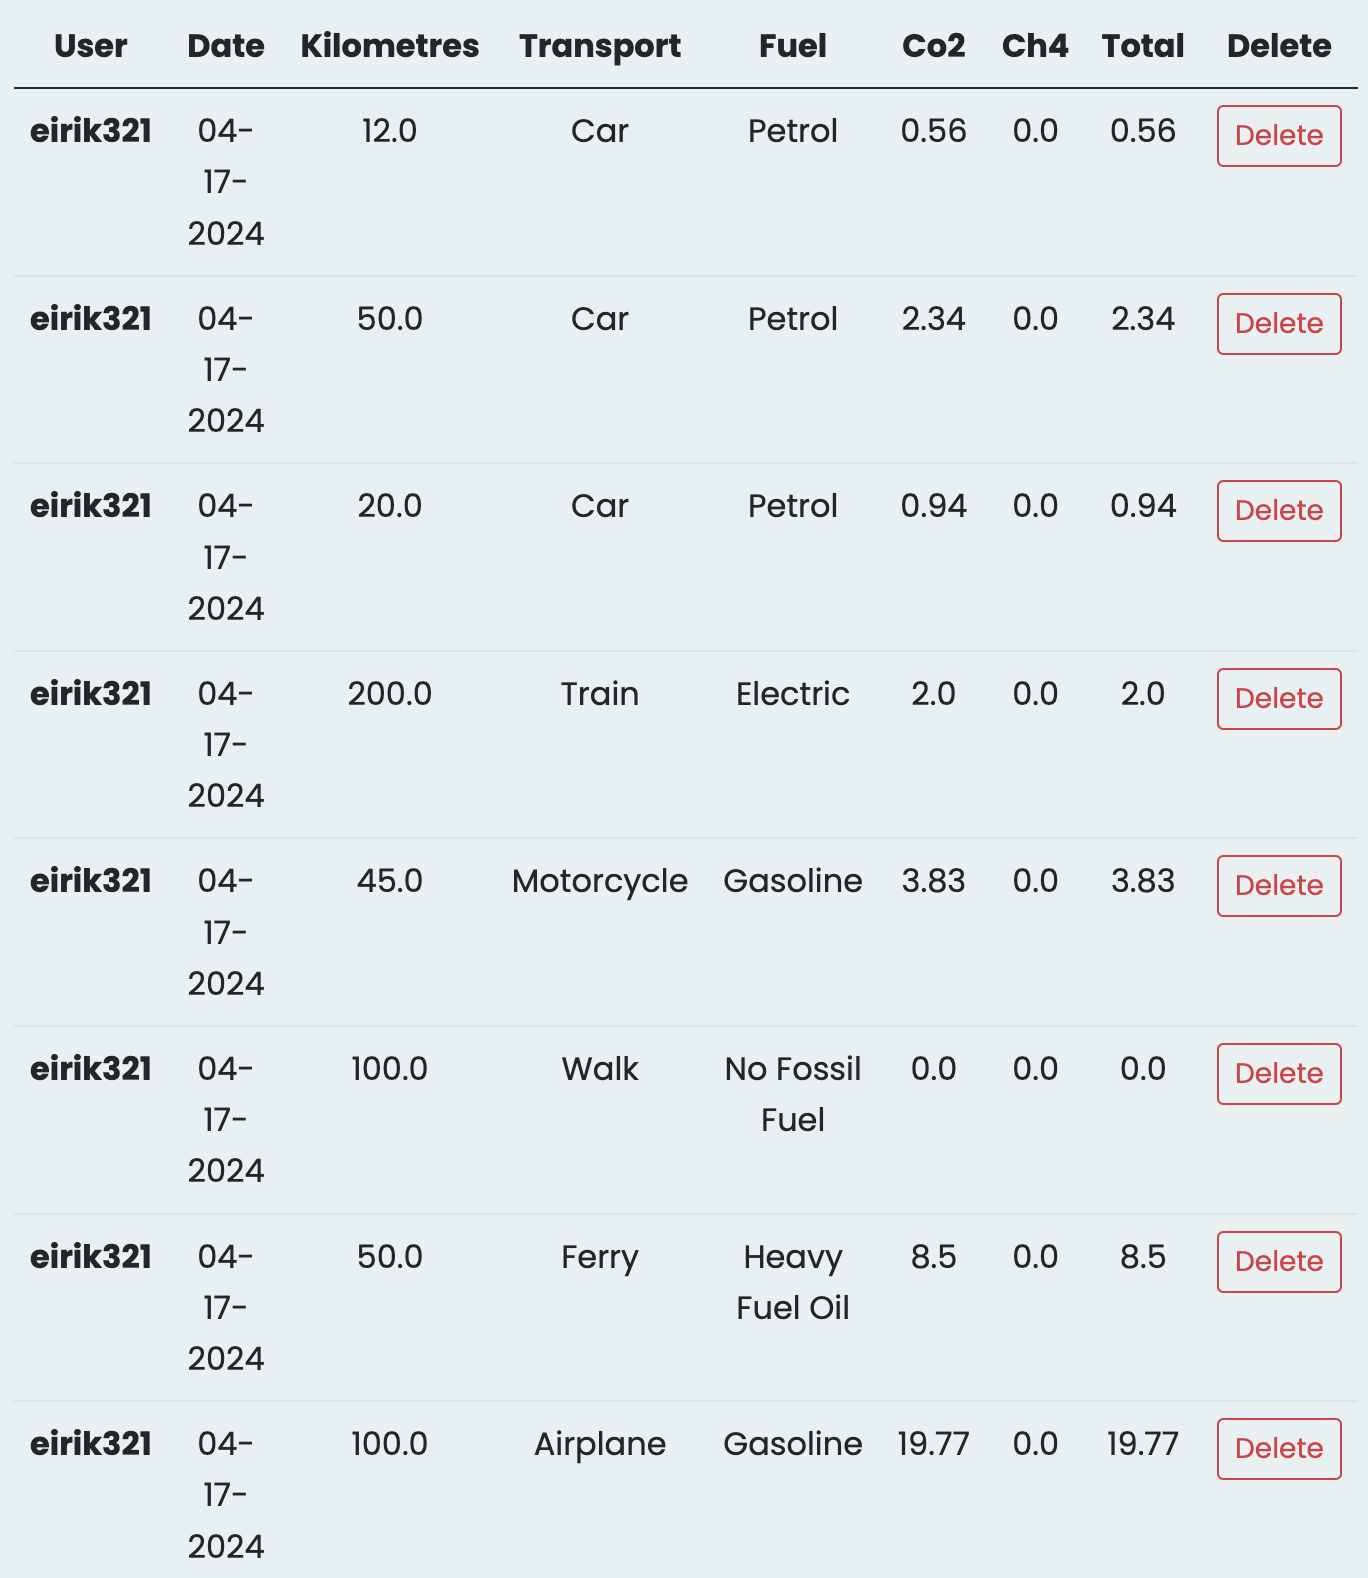 User Date Kilometres Transport Fuel Co2 Ch4 Total Delete
eirik321 04- 12.0 Car Petrol 0.56 0.0 0.56 Delete
17-
2024
eirik321 04- 50.0 Car Petrol 2.34 0.0 2.34 Delete
17-
2024
eirik321 04- 20.0 Car Petrol 0.94 0.0 0.94 Delete
17-
2024
eirik321 04- 200.0 Train Electric 2.0 0.0 2.0 Delete
17-
2024
eirik321 04- 45.0 Motorcycle Gasoline 3.83 0.0 3.83 Delete
17-
2024
eirik321 04- 100.0 Walk No Fossil 0.0 0.0 0.0 Delete
17- Fuel
2024
eirik321 04- 50.0 Ferry Heavy 8.5 0.0 8.5 Delete
17- Fuel Oil
2024
eirik321 04- 100.0 Airplane Gasoline 19.77 0.0 19.77 Delete
17-
2024